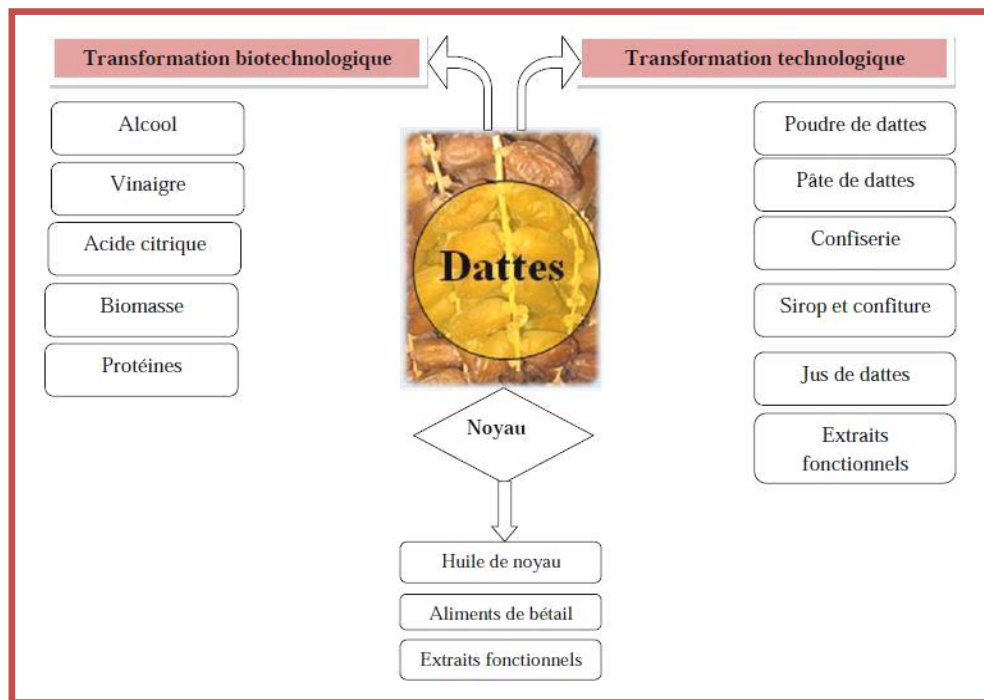 Transformation biotechnologique
Alcool
Vinaigre
Acide citrique
Biomasse
Protéines
Transformation technologique
Poudre de dattes
Pâte de dattes
Confiserie
Sirop et confiture
Jus de dattes
Extraits
fonctionnels
Dattes
Noyau
Huile de noyau
Aliments de bétail
Extraits fonctionnels